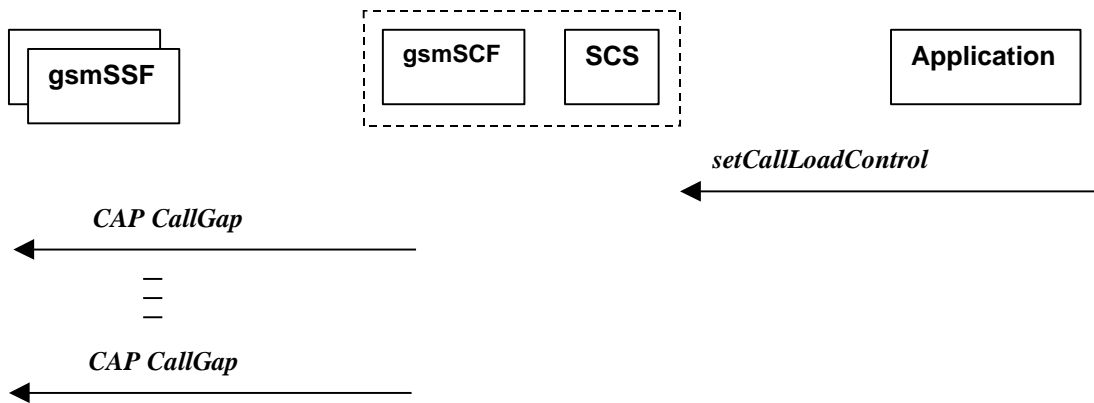 gsmSSF
gsmSCF
SCS
Application
setCallLoadControl
CAP CallGap
CAP CallGap